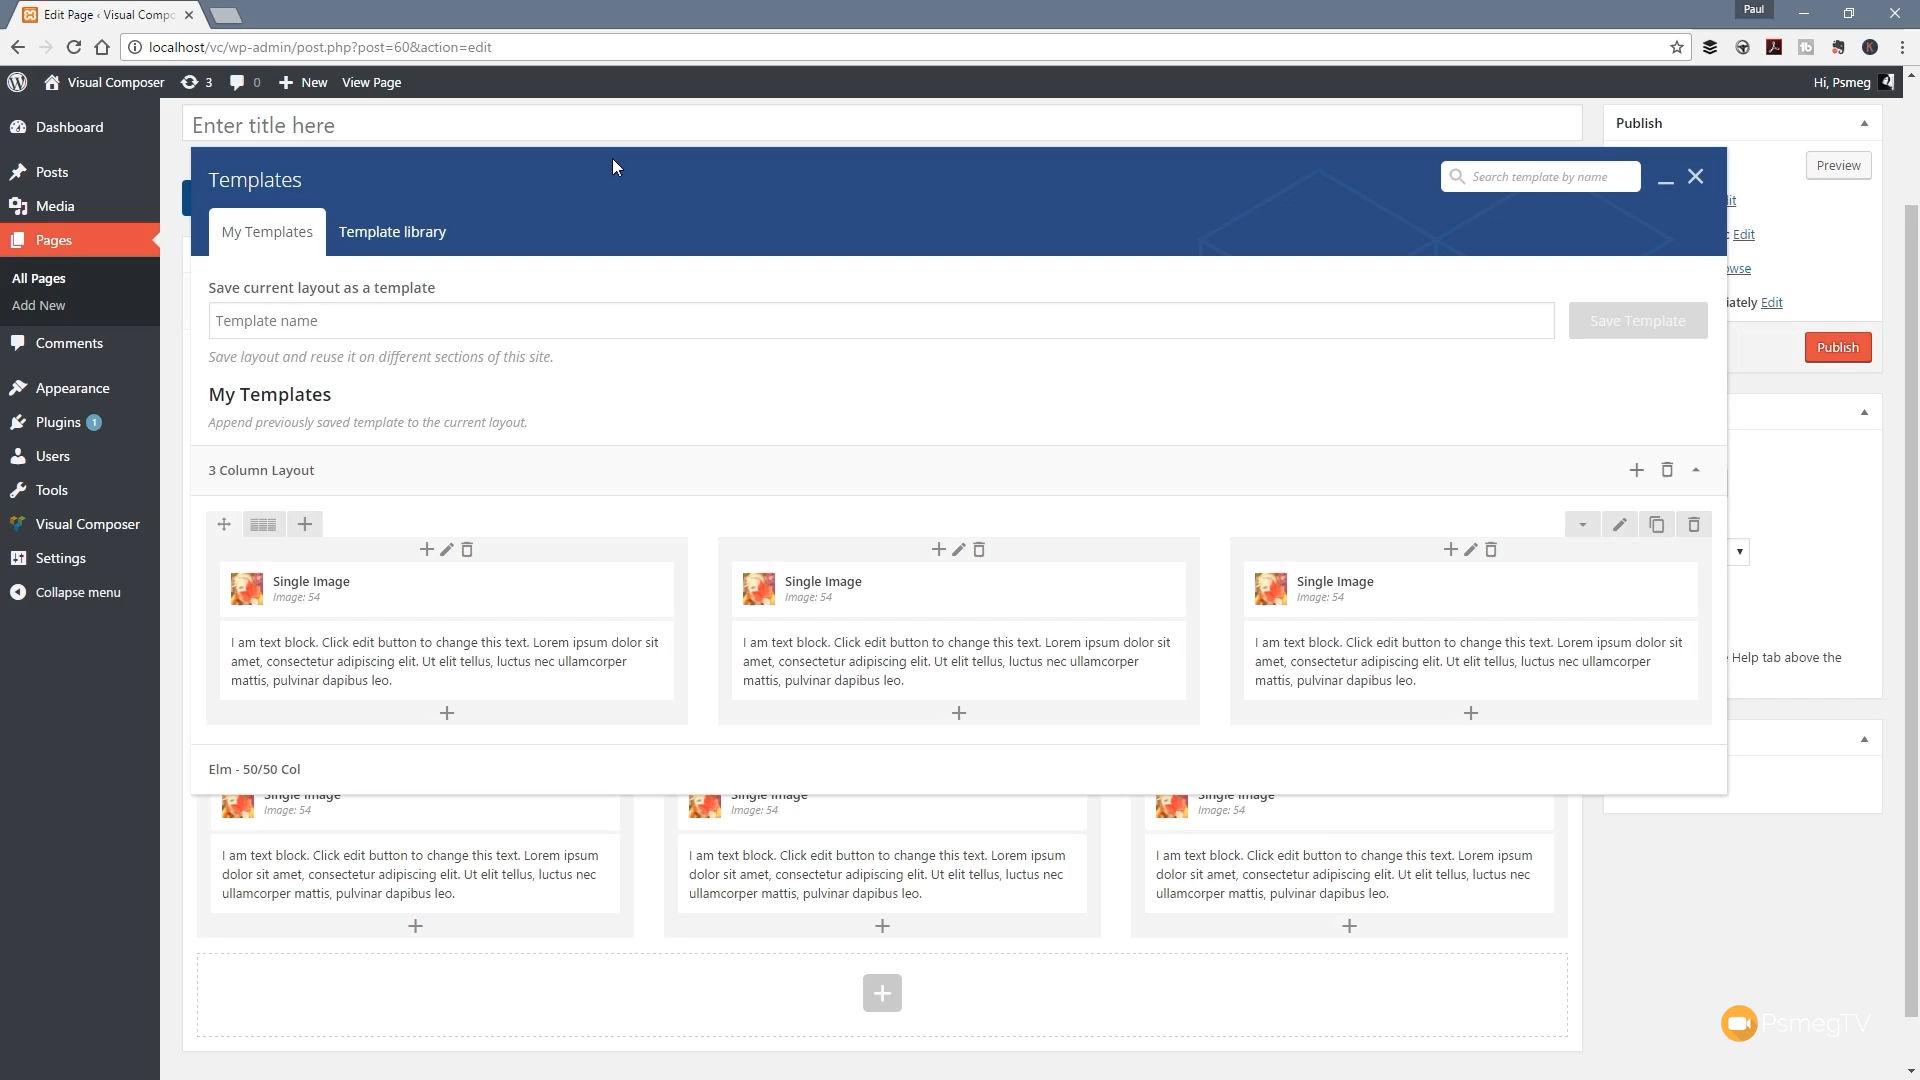 Edit Page ‹ Visual Compo
Paul
localhost/vc/wp-admin/post.php?post=60&action=edit
Visual Composer 3 0 New View Page
Hi, Psmeg
Dashboard
Posts
Media
Pages
All Pages
Add New
Comments
Appearance
Plugins 1
Users
Tools
Visual Composer
Settings
Collapse menu
Enter title here
Templates
Search template by name
My Templates Template library
Save current layout as a template
Template name
Save Template
Save layout and reuse it on different sections of this site.
My Templates
Append previously saved template to the current layout.
3 Column Layout
Single Image
Image: 54
I am text block. Click edit button to change this text. Lorem ipsum dolor sit
amet, consectetur adipiscing elit. Ut elit tellus, luctus nec ullamcorper
mattis, pulvinar dapibus leo.
Single Image
Image: 54
I am text block. Click edit button to change this text. Lorem ipsum dolor sit
amet, consectetur adipiscing elit. Ut elit tellus, luctus nec ullamcorper
mattis, pulvinar dapibus leo.
Single Image
Image: 54
I am text block. Click edit button to change this text. Lorem ipsum dolor sit
amet, consectetur adipiscing elit. Ut elit tellus, luctus nec ullamcorper
mattis, pulvinar dapibus leo.
Elm - 50/50 Col
Single Image
Image: 54
I am text block. Click edit button to change this text. Lorem ipsum
dolor sit amet, consectetur adipiscing elit. Ut elit tellus, luctus nec
ullamcorper mattis, pulvinar dapibus leo.
Single Image
Image: 54
I am text block. Click edit button to change this text. Lorem ipsum
dolor sit amet, consectetur adipiscing elit. Ut elit tellus, luctus nec
ullamcorper mattis, pulvinar dapibus leo.
Single Image
Image: 54
I am text block. Click edit button to change this text. Lorem ipsum
dolor sit amet, consectetur adipiscing elit. Ut elit tellus, luctus nec
ullamcorper mattis, pulvinar dapibus leo.
Publish
Preview
Edit
owse
iately Edit
Publish
Help tab above the
PsmegTV